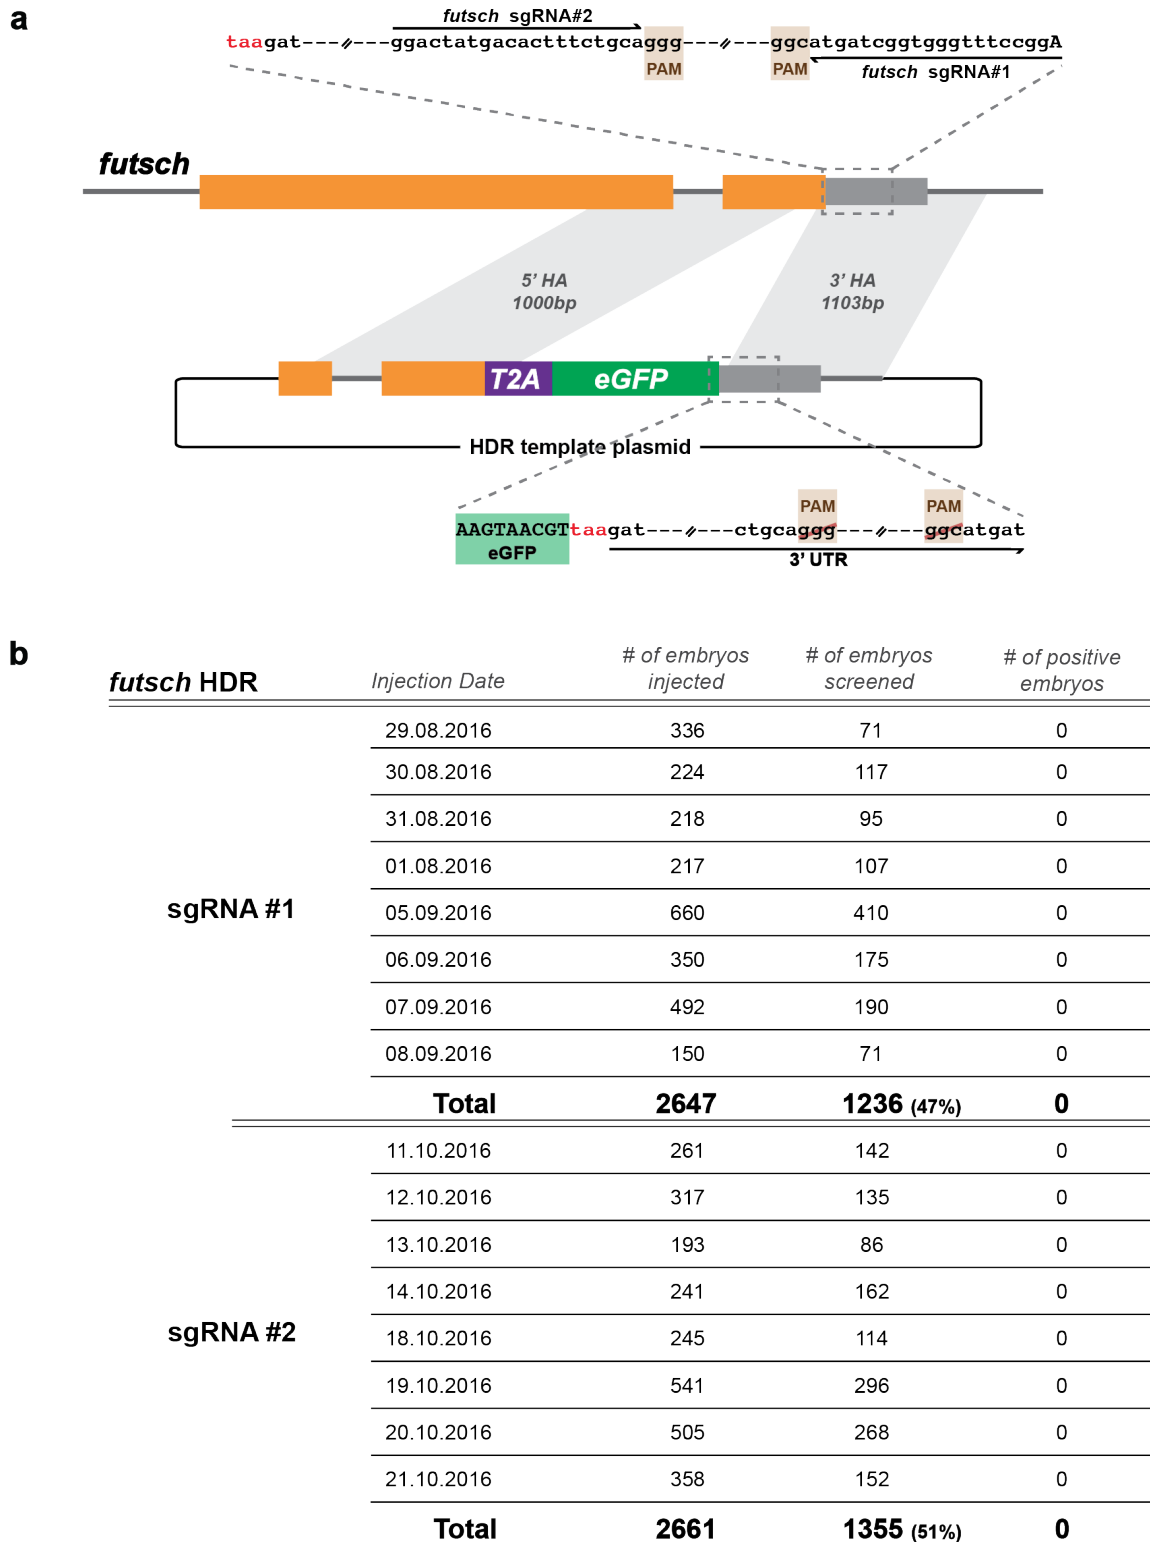 a
futsch sgRNA#2
taagat---//---ggactatgacactttctgcagggg---//---ggcatgatcggtgggtttccggA
PAM PAM futsch sgRNA#1
futsch
5' HA 3' HA
1000bp 1103bp
T2A eGFP
HDR template plasmid
PAM PAM
AAGTAACGTtaagat---//---ctgcaggg---//---ggcatgat
eGFP 3' UTR
b
futsch HDR Injection Date # of embryos injected # of embryos screened # of positive embryos
29.08.2016 336 71 0
30.08.2016 224 117 0
31.08.2016 218 95 0
01.08.2016 217 107 0
sgRNA #1 05.09.2016 660 410 0
06.09.2016 350 175 0
07.09.2016 492 190 0
08.09.2016 150 71 0
Total 2647 1236 (47%) 0
11.10.2016 261 142 0
12.10.2016 317 135 0
13.10.2016 193 86 0
14.10.2016 241 162 0
sgRNA #2 18.10.2016 245 114 0
19.10.2016 541 296 0
20.10.2016 505 268 0
21.10.2016 358 152 0
Total 2661 1355 (51%) 0